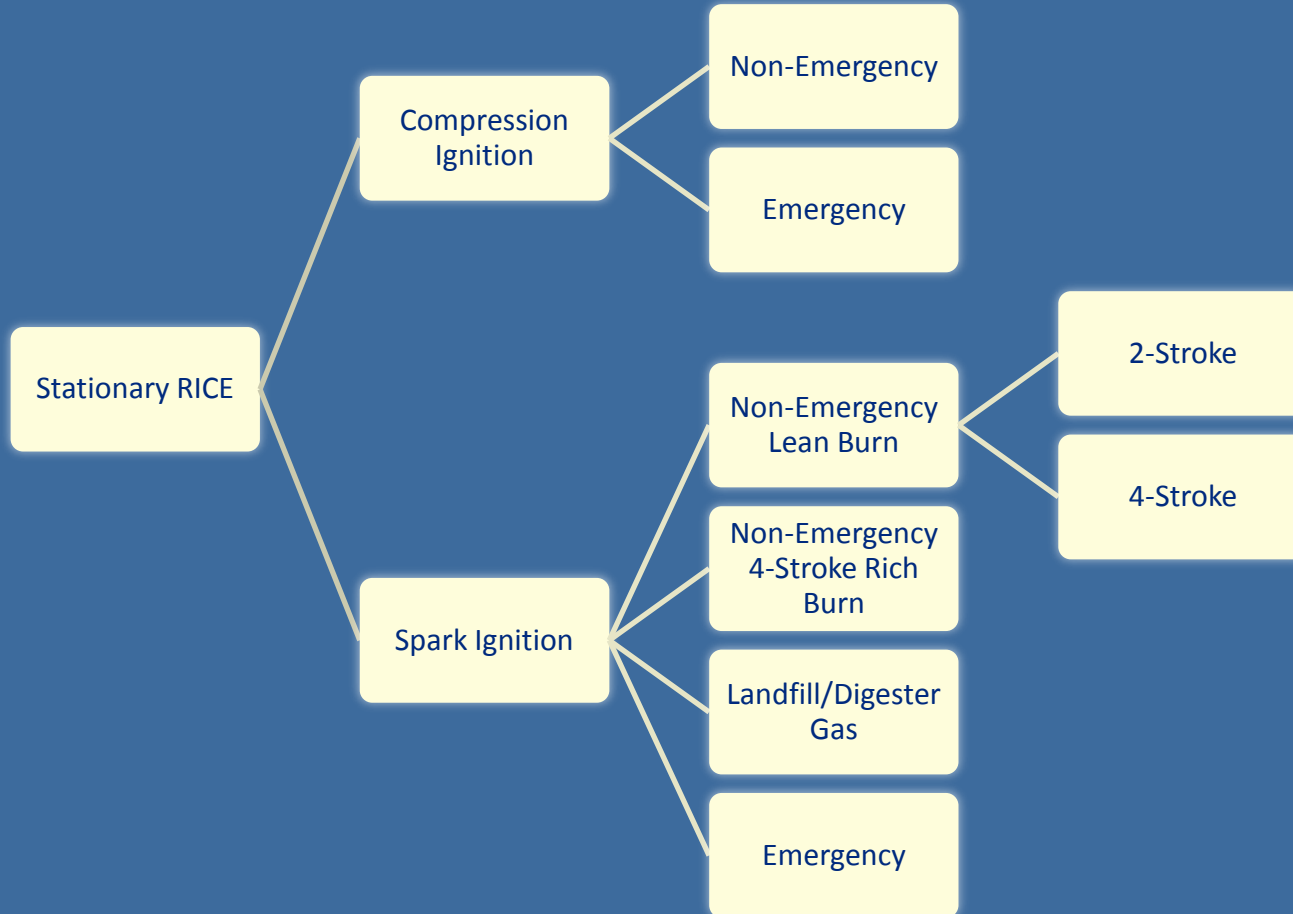 Stationary RICE
Compression
Ignition
Non-Emergency
Emergency
Spark Ignition
Non-Emergency
Lean Burn
2-Stroke
4-Stroke
Non-Emergency
4-Stroke Rich
Burn
Landfill/Digester
Gas
Emergency